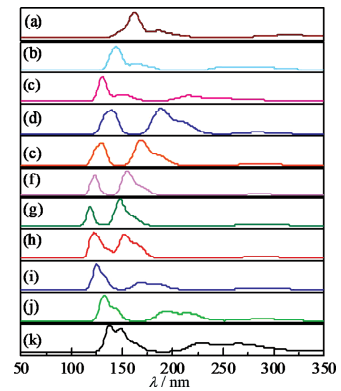 (a)
(b)
(c)
(d)
(e)
(f)
(g)
(h)
(i)
(j)
(k)
50 100 150 200 250 300 350
λ / nm